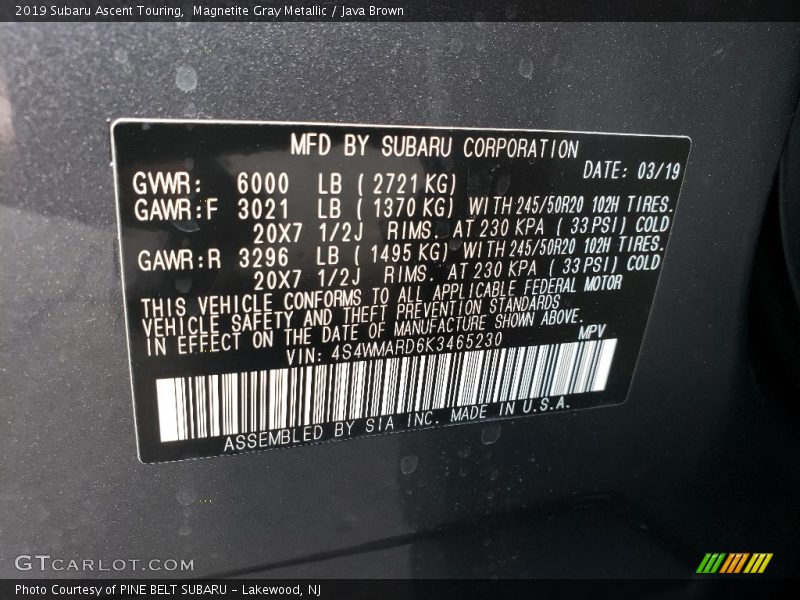 2019 Subaru Ascent Touring,  Magnetite Gray Metallic / Java Brown
MFD BY SUBARU CORPORATION
DATE: 03/19
GVWR: 6000 LB ( 2721 KG)
GAWR:F 3021 LB ( 1370 KG) WITH 245/50R20 102H TIRES.
20X7 1/2J RIMS. AT 230 KPA ( 33 PSI) COLD
GAWR:R 3296 LB ( 1495 KG) WITH 245/50R20 102H TIRES.
20X7 1/2J RIMS. AT 230 KPA ( 33 PSI) COLD
THIS VEHICLE CONFORMS TO ALL APPLICABLE FEDERAL MOTOR
VEHICLE SAFETY AND THEFT PREVENTION STANDARDS
IN EFFECT ON THE DATE OF MANUFACTURE SHOWN ABOVE.
VIN: 4S4WMARD6K3465230 MPV
ASSEMBLED BY SIA INC. MADE IN U.S.A.
GTCARLOT.COM
Photo Courtesy of PINE BELT SUBARU - Lakewood, NJ